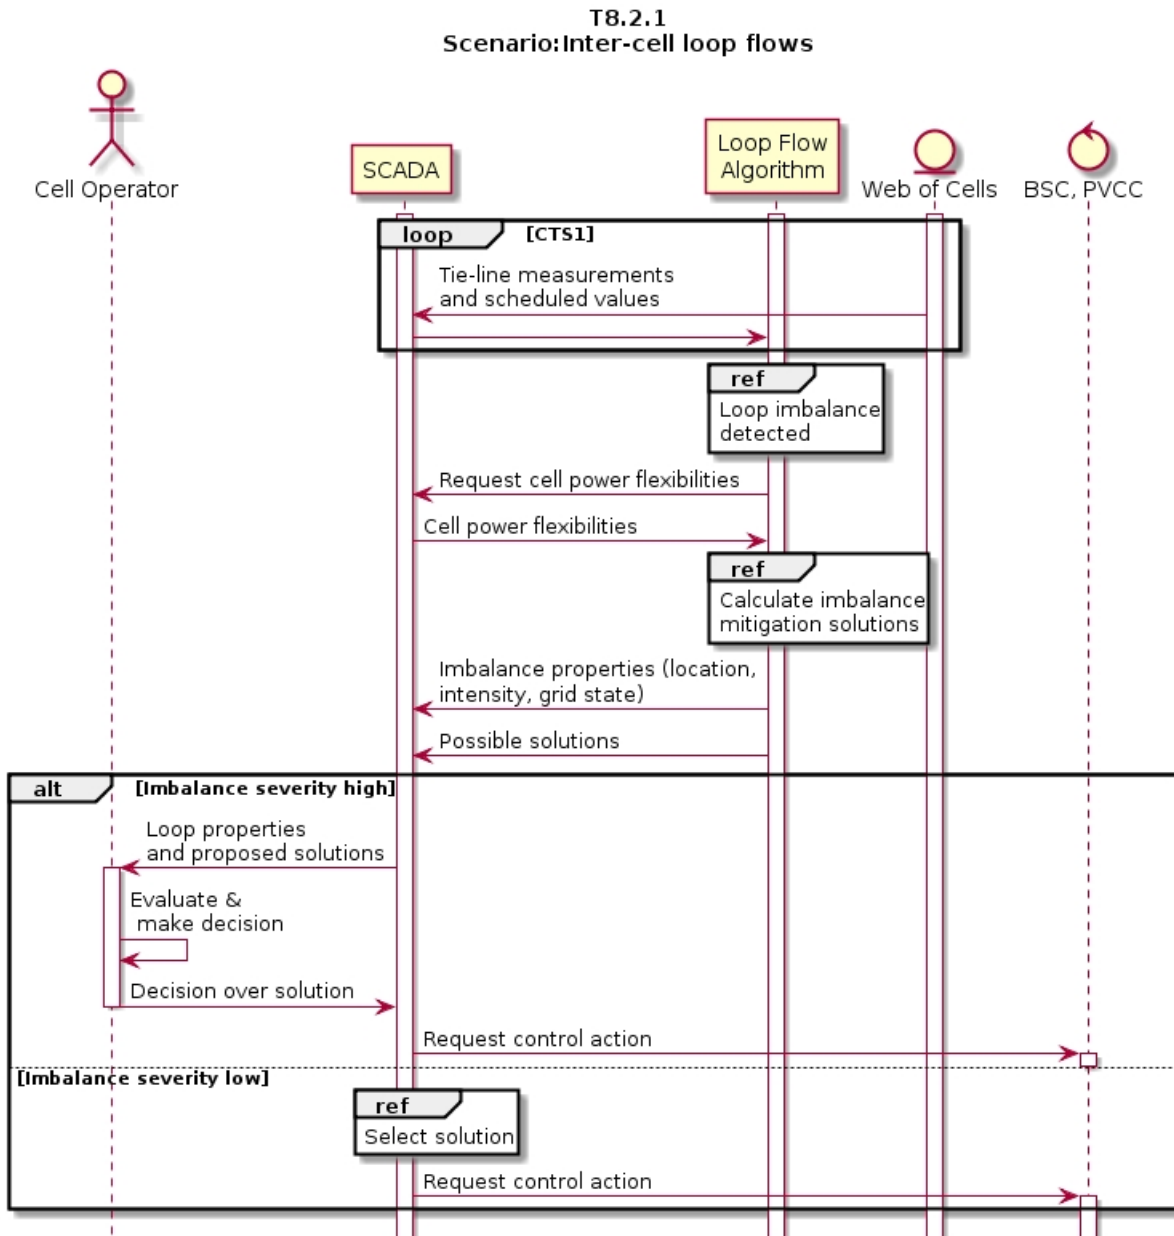 T8.2.1
Scenario:Inter-cell loop flows
Cell Operator
SCADA
Loop Flow
Algorithm
Web of Cells
BSC, PVCC
loop
[CTS1]
Tie-line measurements
and scheduled values
ref
Loop imbalance
detected
Request cell power flexibilities
Cell power flexibilities
ref
Calculate imbalance
mitigation solutions
Imbalance properties (location,
intensity, grid state)
Possible solutions
alt
[Imbalance severity high]
Loop properties
and proposed solutions
Evaluate &
make decision
Decision over solution
Request control action
[Imbalance severity low]
ref
Select solution
Request control action